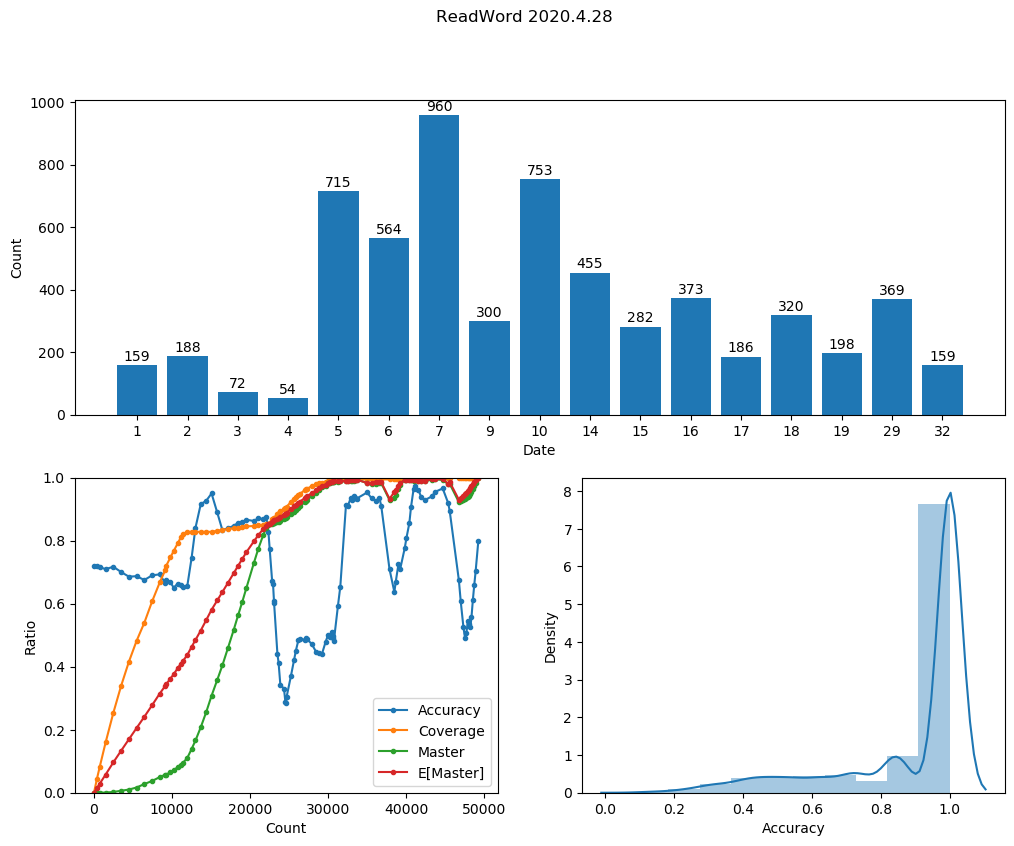 ReadWord 2020.4.28
1000
800
600
400
200
0
Count
159 188 72 54 715 564 960 300 753 455 282 373 186 320 198 369 159
1 2 3 4 5 6 7 9 10 14 15 16 17 18 19 29 32
Date
1.0
0.8
0.6
0.4
0.2
0.0
Ratio
Accuracy
Coverage
Master
E[Master]
0 10000 20000 30000 40000 50000
Count
8
7
6
5
4
3
2
1
0
Density
0.0 0.2 0.4 0.6 0.8 1.0
Accuracy